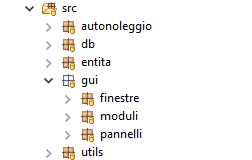 src
autonoleggio
db
entita
gui
finestre
moduli
pannelli
utils